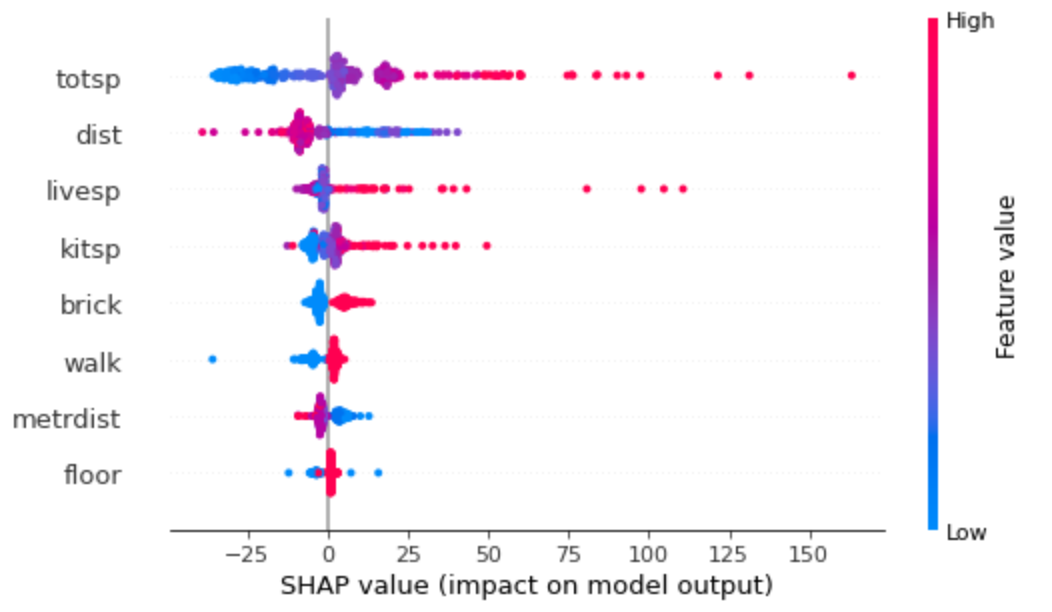 High
totsp
dist
livesp
kitsp
brick
walk
metrdist
floor
Feature value
Low
−25 0 25 50 75 100 125 150
SHAP value (impact on model output)